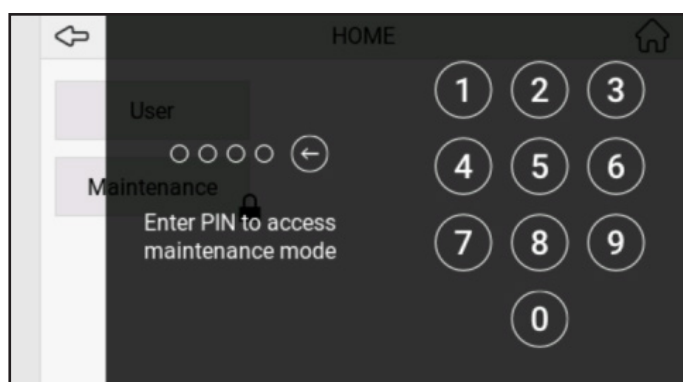 HOME
User
Maintenance
Enter PIN to access
maintenance mode
1 2 3
4 5 6
7 8 9
0